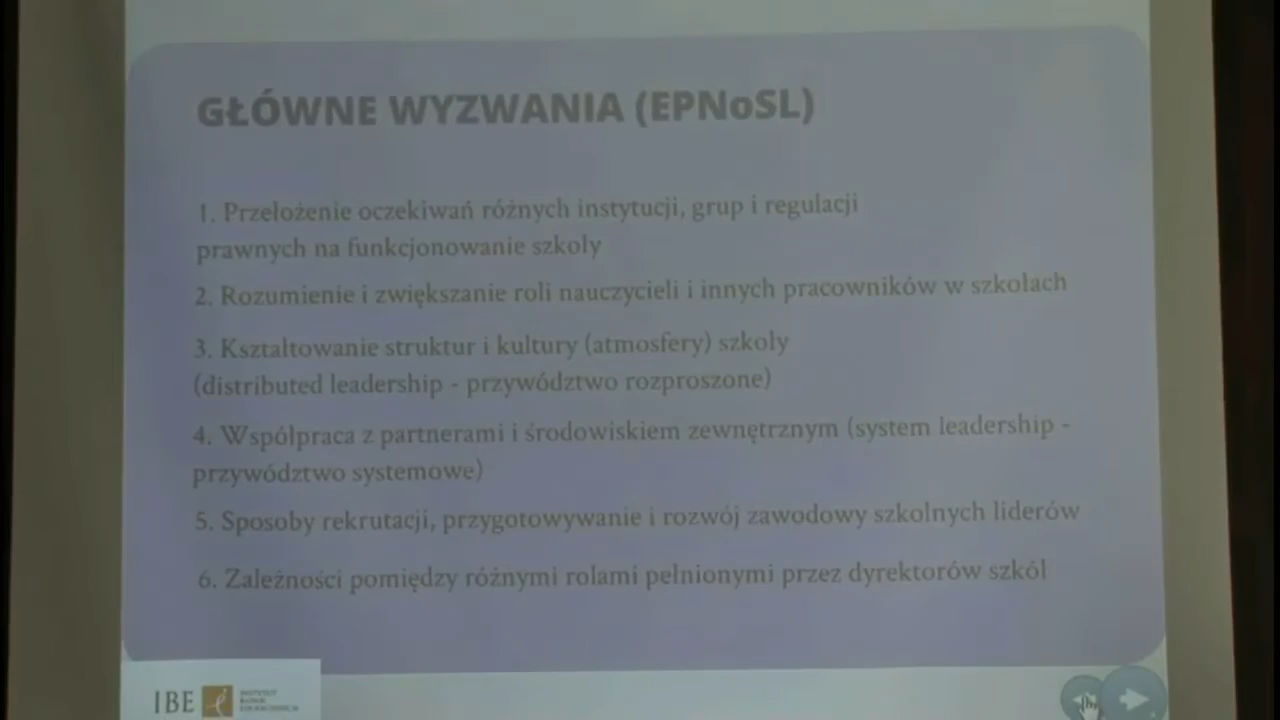 GŁÓWNE WYZWANIA (EPNoSL)
1. Przełożenie oczekiwań różnych instytucji, grup i regulacji
prawnych na funkcjonowanie szkoły
2. Rozumienie i zwiększanie roli nauczycieli i innych pracowników w szkołach
3. Kształtowanie struktur i kultury (atmosfery) szkoły
(distributed leadership - przywództwo rozproszone)
4. Współpraca z partnerami i środowiskiem zewnętrznym (system leadership -
przywództwo systemowe)
5. Sposoby rekrutacji, przygotowywanie i rozwój zawodowy szkolnych liderów
6. Zależności pomiędzy różnymi rolami pełnionymi przez dyrektorów szkół
IBE